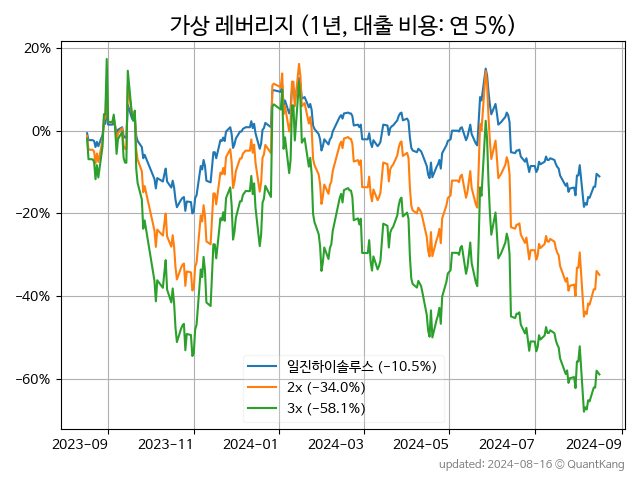 가상 레버리지 (1년, 대출 비용: 연 5%)
20%
0%
−20%
−40%
−60%
일진하이솔루스 (−10.5%)
2x (−34.0%)
3x (−58.1%)
2023-09 2023-11 2024-01 2024-03 2024-05 2024-07 2024-09
updated: 2024-08-16 © QuantKang